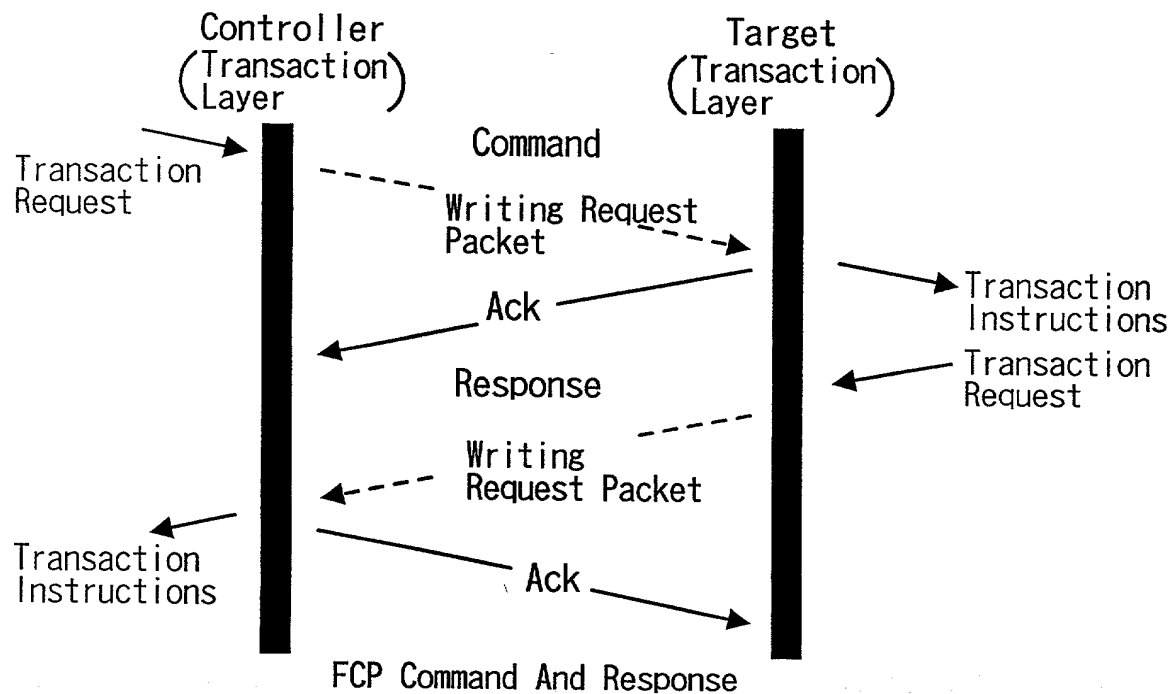 Controller
(Transaction
Layer)
Target
(Transaction
Layer)
Command
Transaction
Request
Writing Request
Packet
Ack
Transaction
Instructions
Response
Transaction
Request
Writing
Request Packet
Transaction
Instructions
Ack
FCP Command And Response